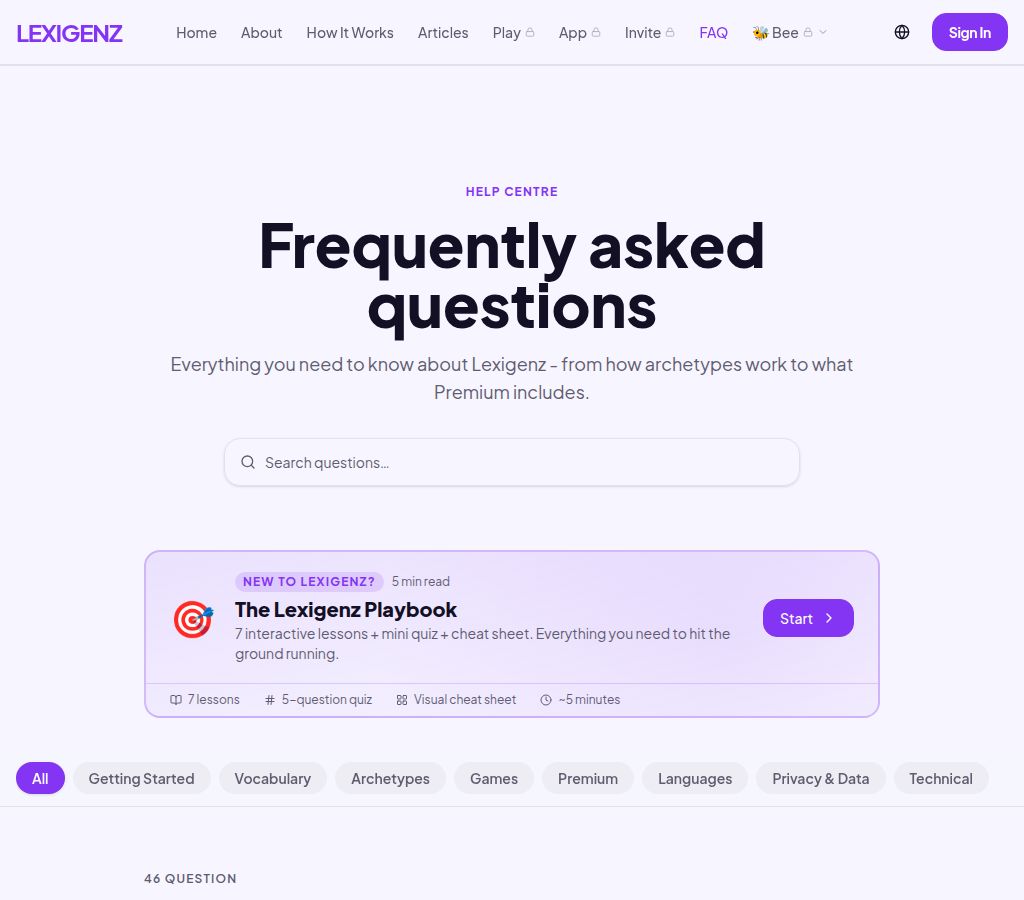 LEXIGENZ
Home
About
How It Works
Articles
Play
App
Invite
FAQ
Bee
Sign In
HELP CENTRE
Frequently asked
questions
Everything you need to know about Lexigenz - from how archetypes work to what
Premium includes.
Search questions…
NEW TO LEXIGENZ? 5 min read
The Lexigenz Playbook
7 interactive lessons + mini quiz + cheat sheet. Everything you need to hit the
ground running.
Start
7 lessons
5-question quiz
Visual cheat sheet
~5 minutes
All
Getting Started
Vocabulary
Archetypes
Games
Premium
Languages
Privacy & Data
Technical
46 QUESTION